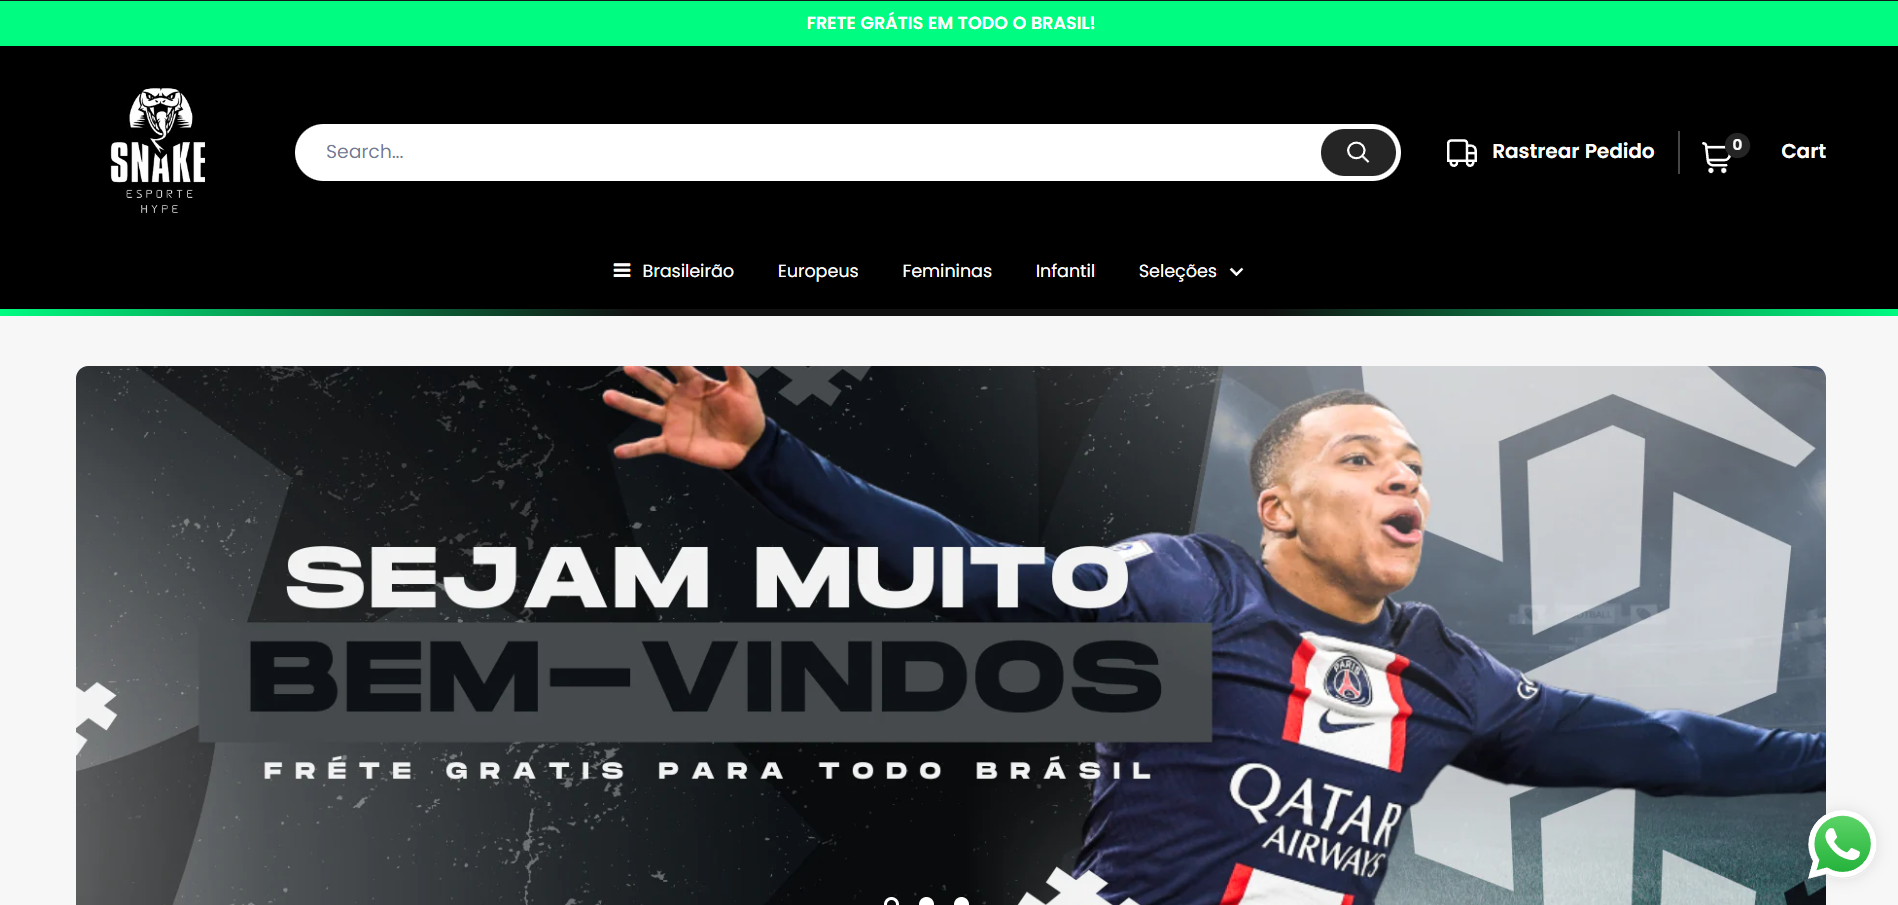 FRETE GRÁTIS EM TODO O BRASIL!
SNAKE
ESPORTE
HYPE
Search...
Rastrear Pedido
0
Cart
Brasileirão
Europeus
Femininas
Infantil
Seleções
SEJAM MUITO
BEM-VINDOS
FRÉTE GRATIS PARA TODO BRÁSIL
PARIS
QATAR
AIRWAYS